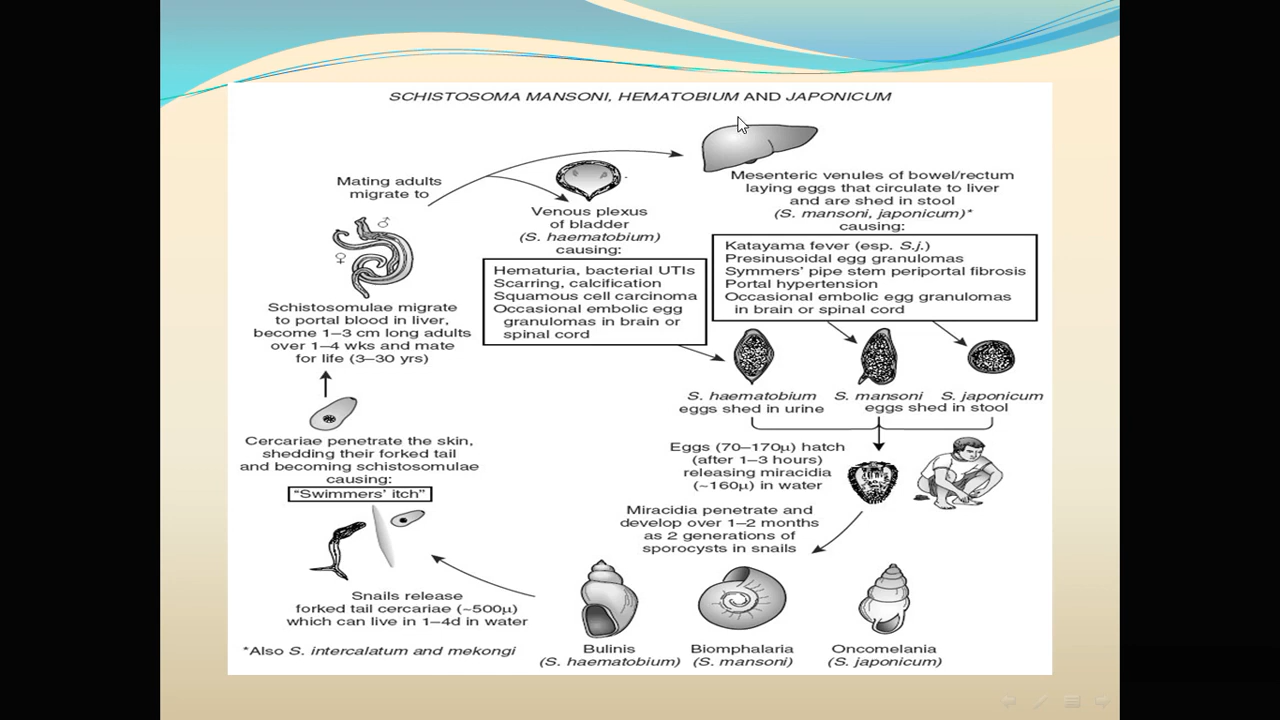 SCHISTOSOMA MANSONI, HEMATOBIUM AND JAPONICUM
Mating adults
migrate to
Venous plexus
of bladder
(S. haematobium)
causing:
Hematuria, bacterial UTIs
Scarring, calcification
Squamous cell carcinoma
Occasional embolic egg
granulomas in brain or
spinal cord
Mesenteric venules of bowel/rectum
laying eggs that circulate to liver
and are shed in stool
(S. mansoni, japonicum)*
causing:
Katayama fever (esp. S.j.)
Presinusoidal egg granulomas
Symmers' pipe stem periportal fibrosis
Portal hypertension
Occasional embolic egg granulomas
in brain or spinal cord
♂
♀
Schistosomulae migrate
to portal blood in liver,
become 1–3 cm long adults
over 1–4 wks and mate
for life (3–30 yrs)
S. haematobium
eggs shed in urine
S. mansoni S. japonicum
eggs shed in stool
Cercariae penetrate the skin,
shedding their forked tail
and becoming schistosomulae
causing:
"Swimmers' itch"
Eggs (70–170μ) hatch
(after 1–3 hours)
releasing miracidia
(~160μ) in water
Miracidia penetrate and
develop over 1–2 months
as 2 generations of
sporocysts in snails
Snails release
forked tail cercariae (~500μ)
which can live in 1–4d in water
Bulinis
(S. haematobium)
Biomphalaria
(S. mansoni)
Oncomelania
(S. japonicum)
*Also S. intercalatum and mekongi